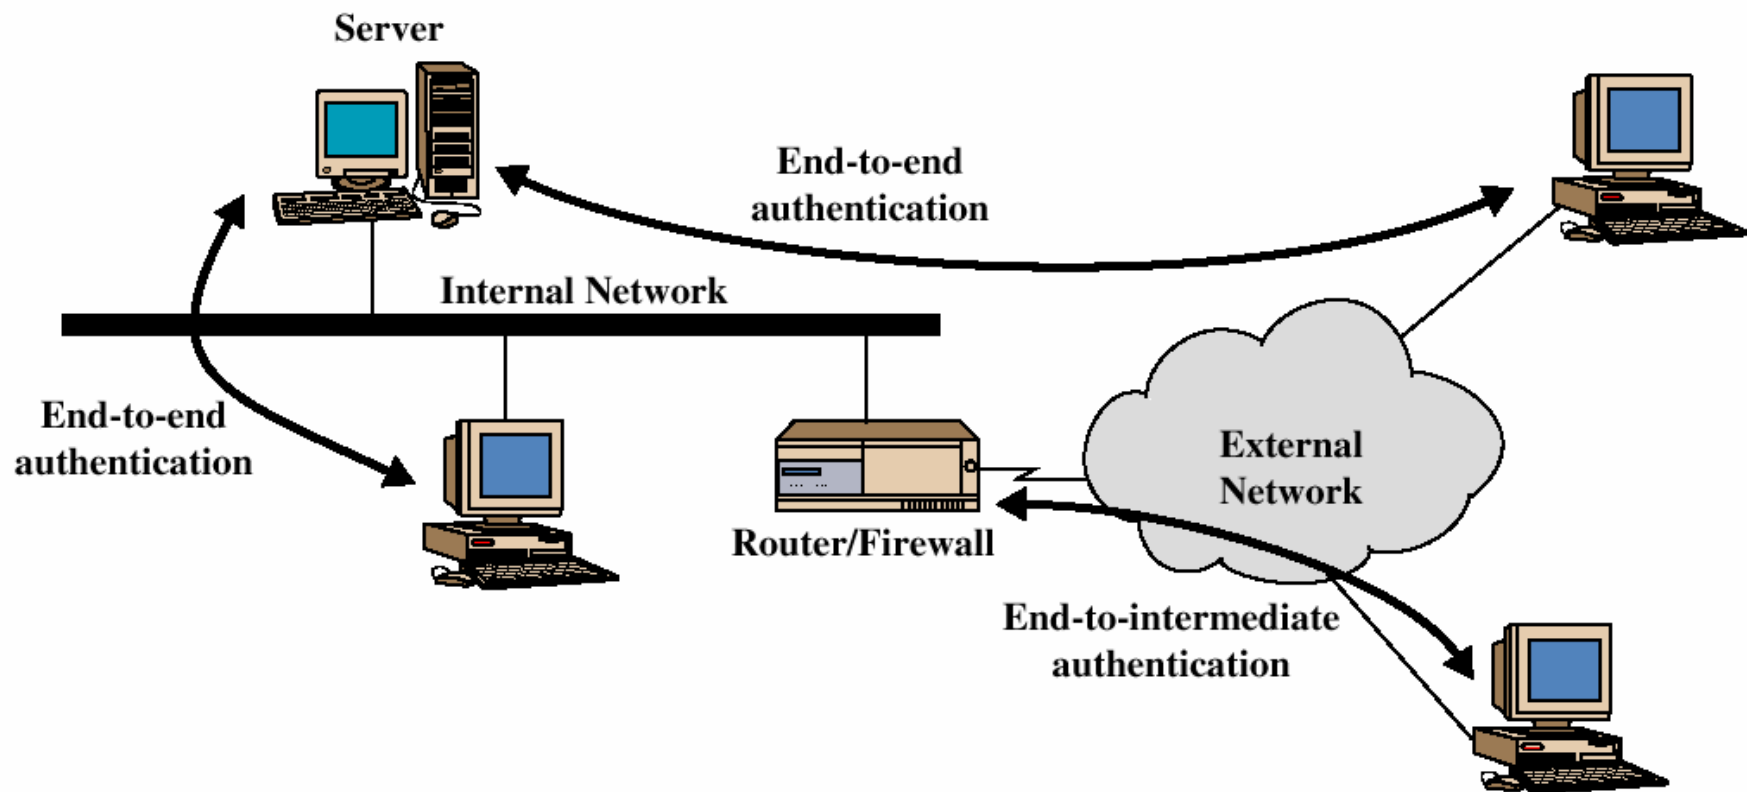 Server
End-to-end
authentication
Internal Network
End-to-end
authentication
External
Network
Router/Firewall
End-to-intermediate
authentication